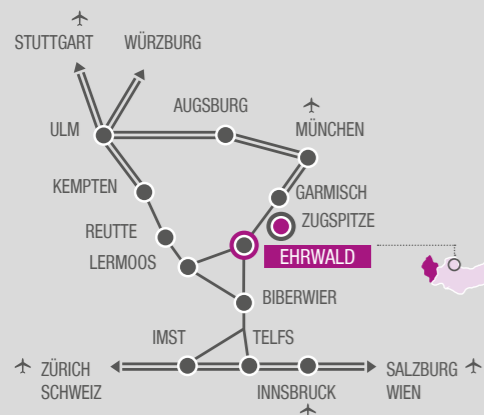 STUTTGART
WÜRZBURG
AUGSBURG
ULM
MÜNCHEN
KEMPTEN
GARMISCH
ZUGSPITZE
REUTTE
LERMOOS
EHRWALD
BIBERWIER
IMST
TELFS
ZÜRICH
SCHWEIZ
INNSBRUCK
SALZBURG
WIEN